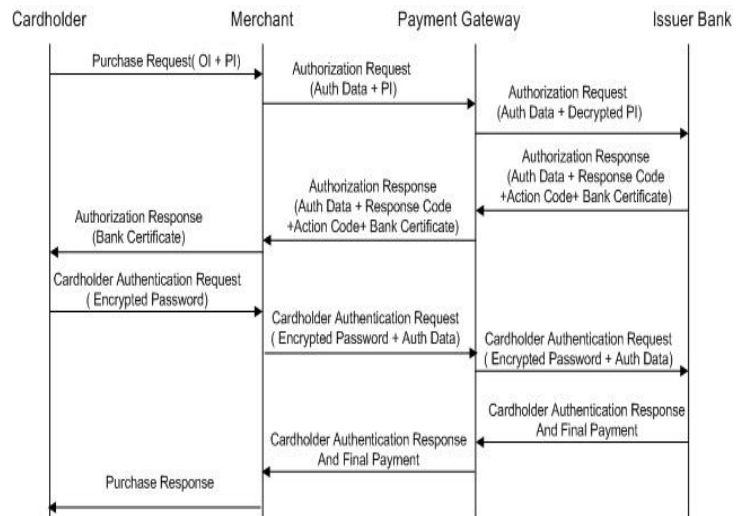 Cardholder
Merchant
Payment Gateway
Issuer Bank
Purchase Request( OI + PI)
Authorization Request
(Auth Data + PI)
Authorization Request
(Auth Data + Decrypted PI)
Authorization Response
(Auth Data + Response Code
+Action Code+ Bank Certificate)
Authorization Response
(Auth Data + Response Code
+Action Code+ Bank Certificate)
Authorization Response
(Bank Certificate)
Cardholder Authentication Request
( Encrypted Password)
Cardholder Authentication Request
( Encrypted Password + Auth Data)
Cardholder Authentication Request
( Encrypted Password + Auth Data)
Cardholder Authentication Response
And Final Payment
Cardholder Authentication Response
And Final Payment
Purchase Response